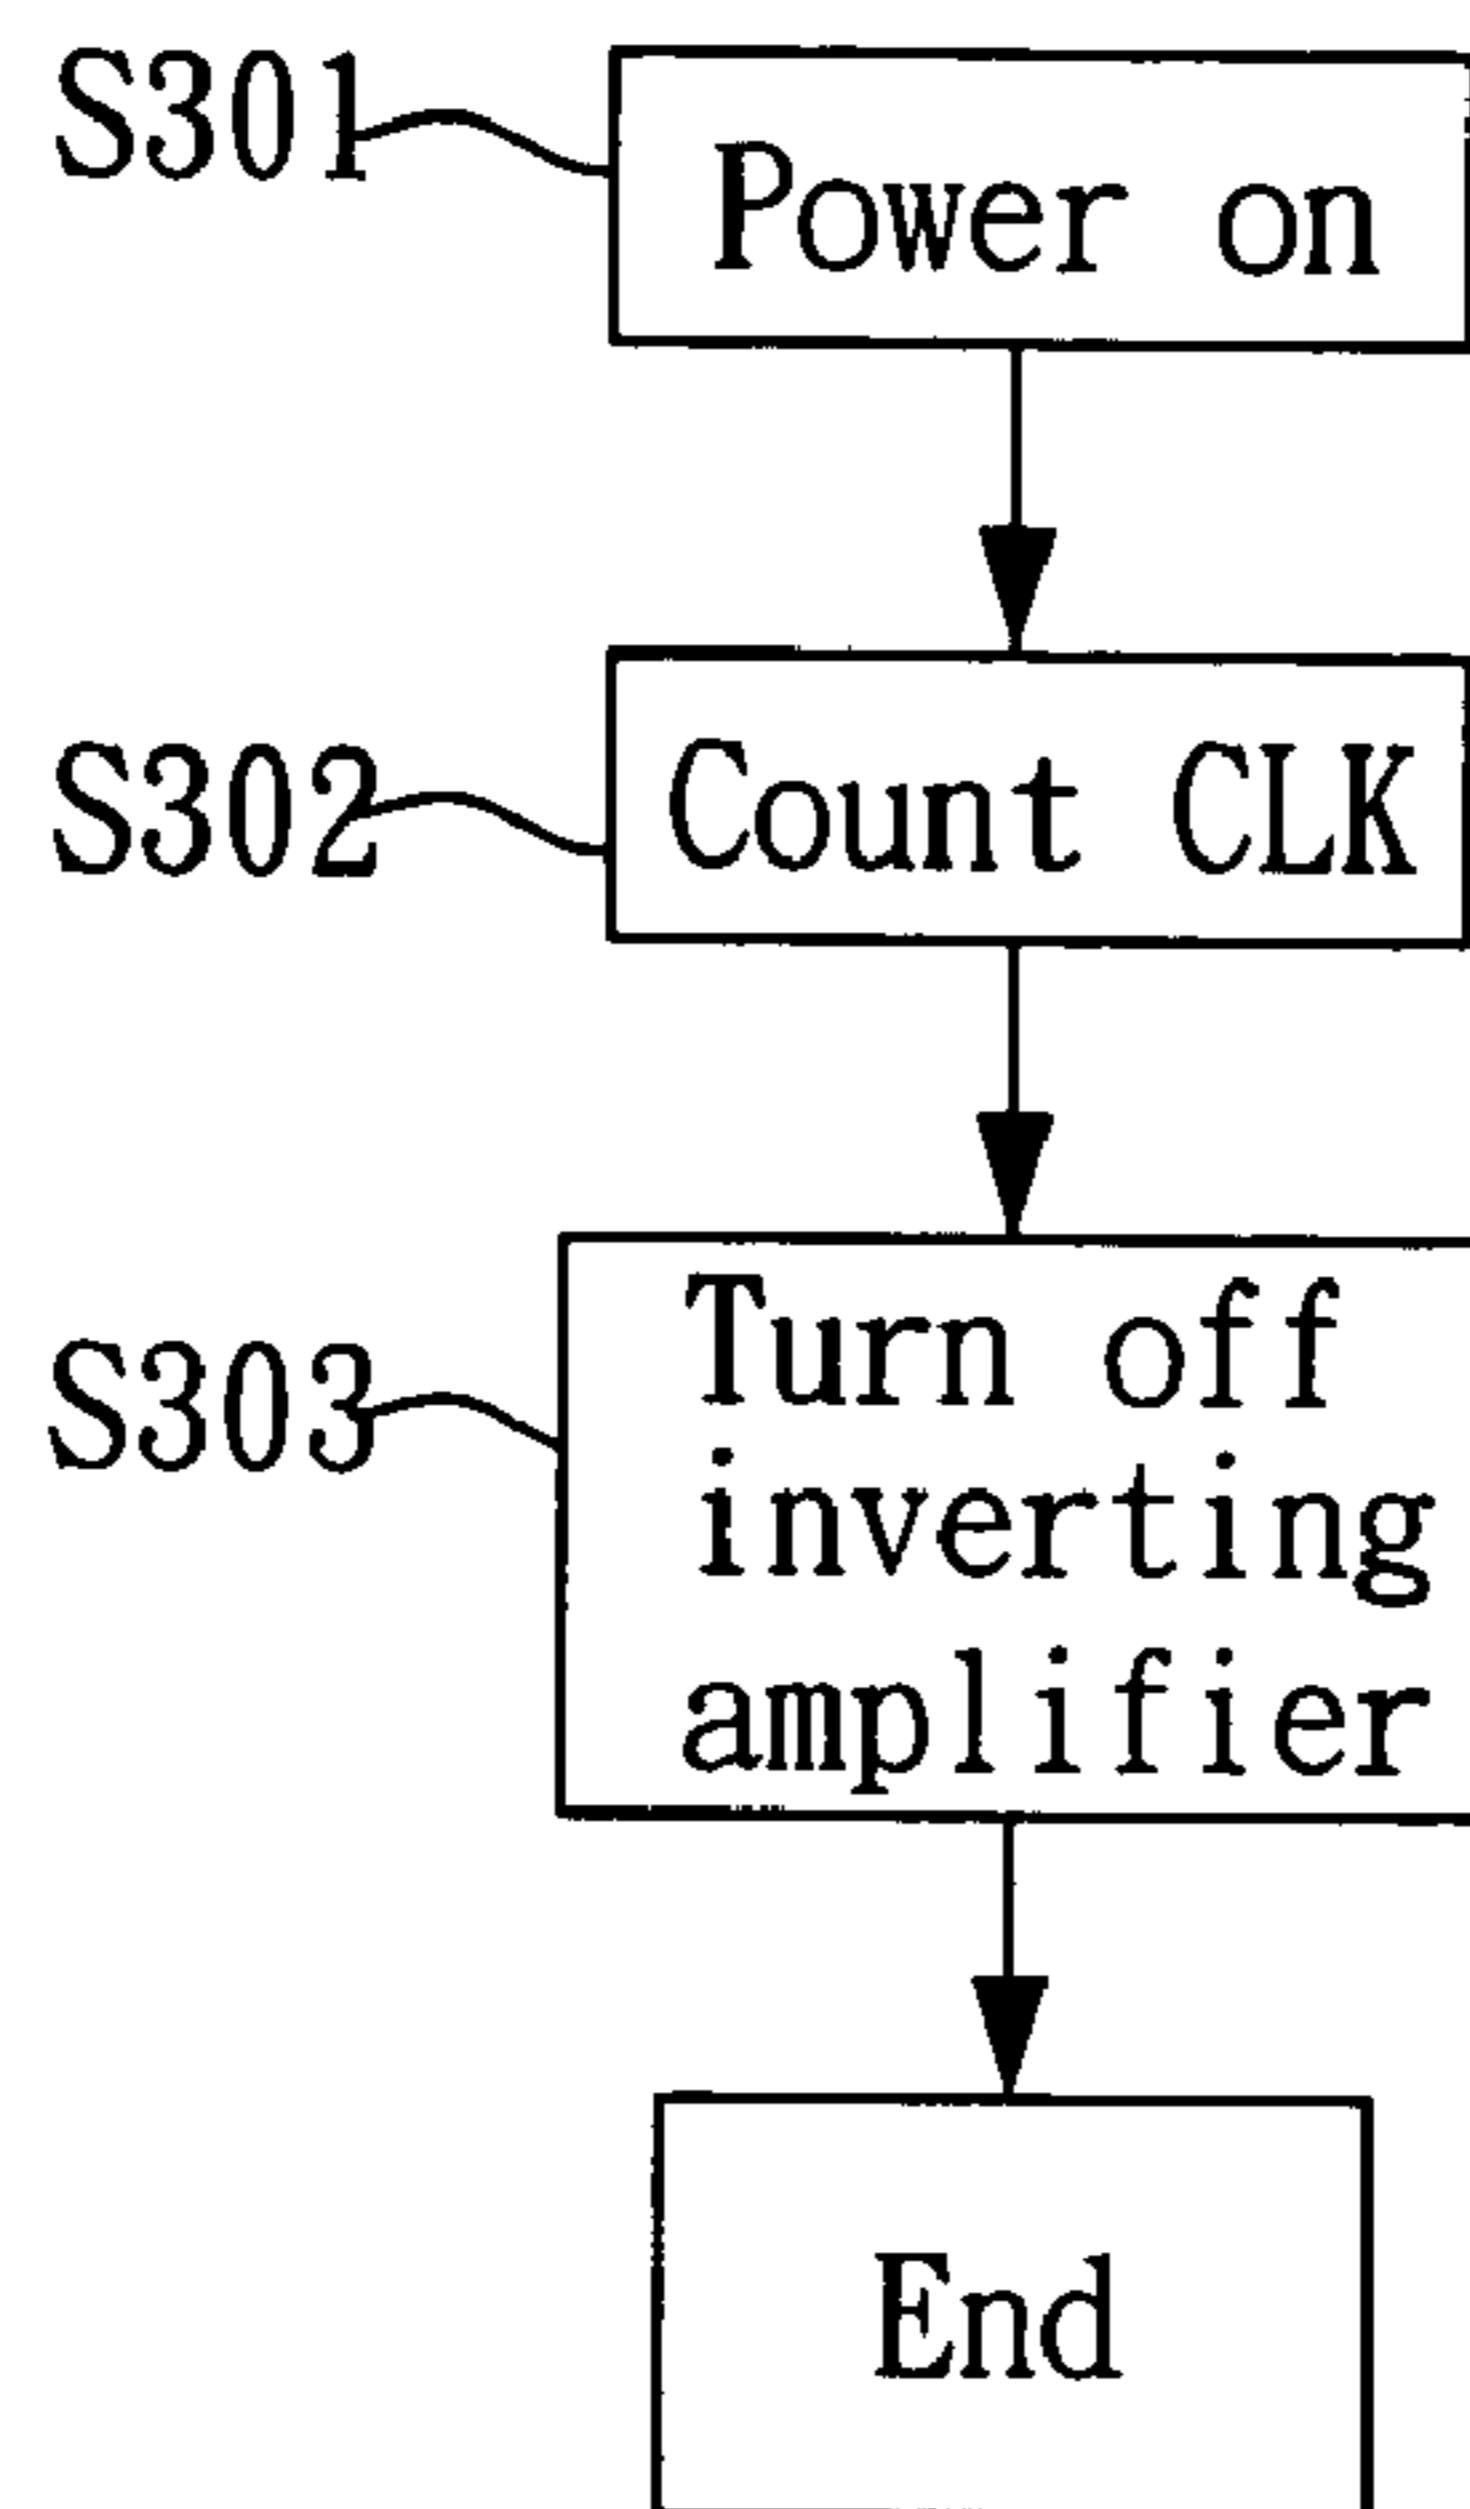 S301
Power on
S302
Count CLK
S303
Turn off
inverting
amplifier
End